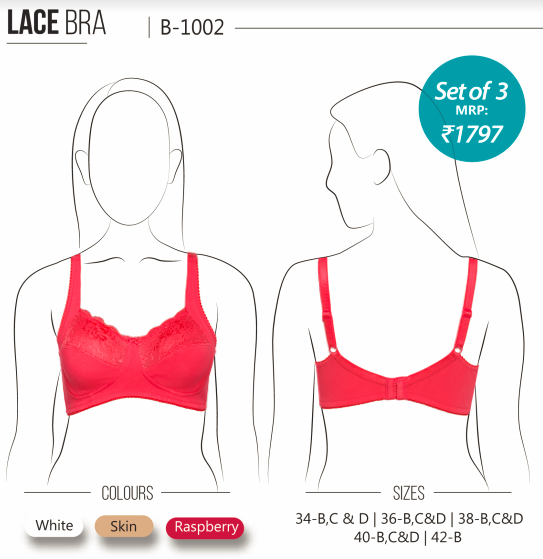 LACE BRA | B-1002
Set of 3
MRP:
₹1797
COLOURS
White
Skin
Raspberry
SIZES
34-B,C & D | 36-B,C&D | 38-B,C&D
40-B,C&D | 42-B